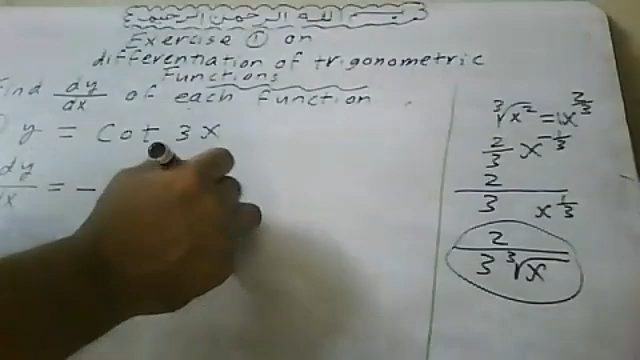 بسم الله الرحمن الرحيم
Exercise ① on
differentiation of trigonometric
Functions
Find dy/dx of each function
y = Cot 3x
dy/dx = -
∛x² = x^(2/3)
2/3 x^(-1/3)
2 / 3 x^(1/3)
2 / 3∛x